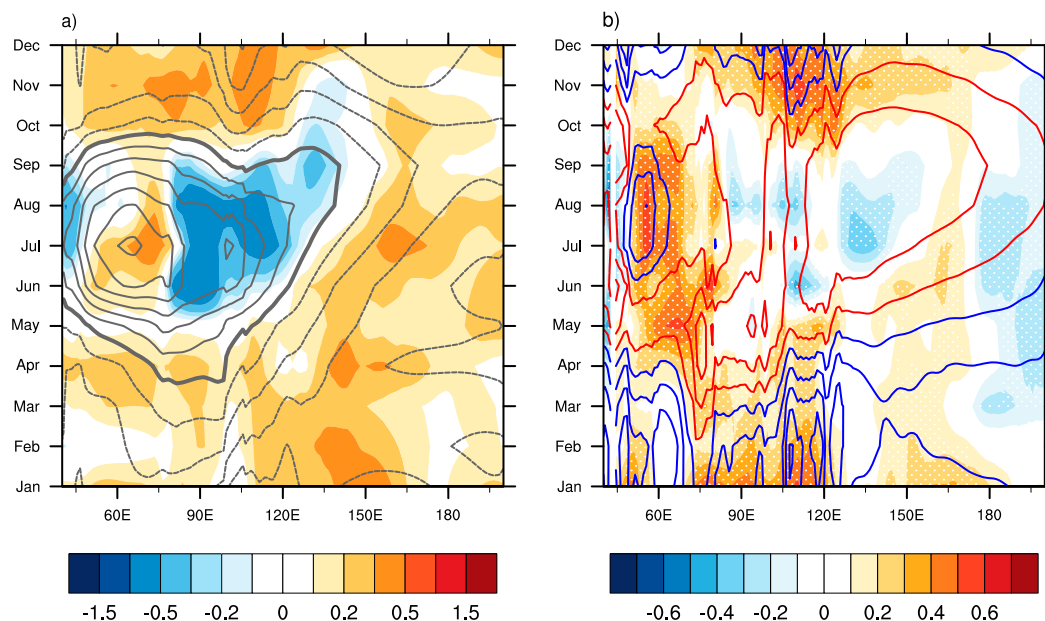 a)
Dec
Nov
Oct
Sep
Aug
Jul
Jun
May
Apr
Mar
Feb
Jan
60E 90E 120E 150E 180
-1.5 -0.5 -0.2 0 0.2 0.5 1.5
b)
Dec
Nov
Oct
Sep
Aug
Jul
Jun
May
Apr
Mar
Feb
Jan
60E 90E 120E 150E 180
-0.6 -0.4 -0.2 0 0.2 0.4 0.6